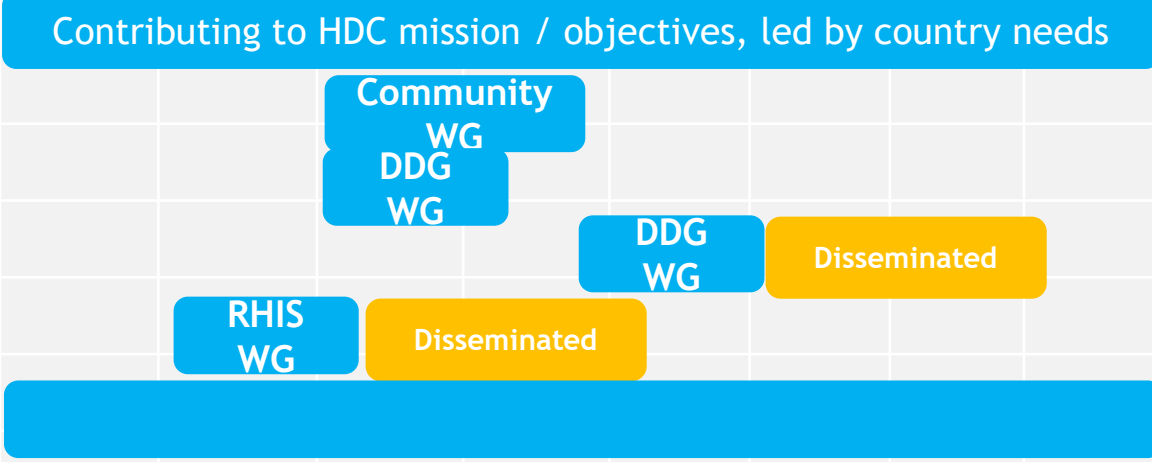 Contributing to HDC mission / objectives, led by country needs
Community
WG
DDG
WG
DDG
WG
Disseminated
RHIS
WG
Disseminated